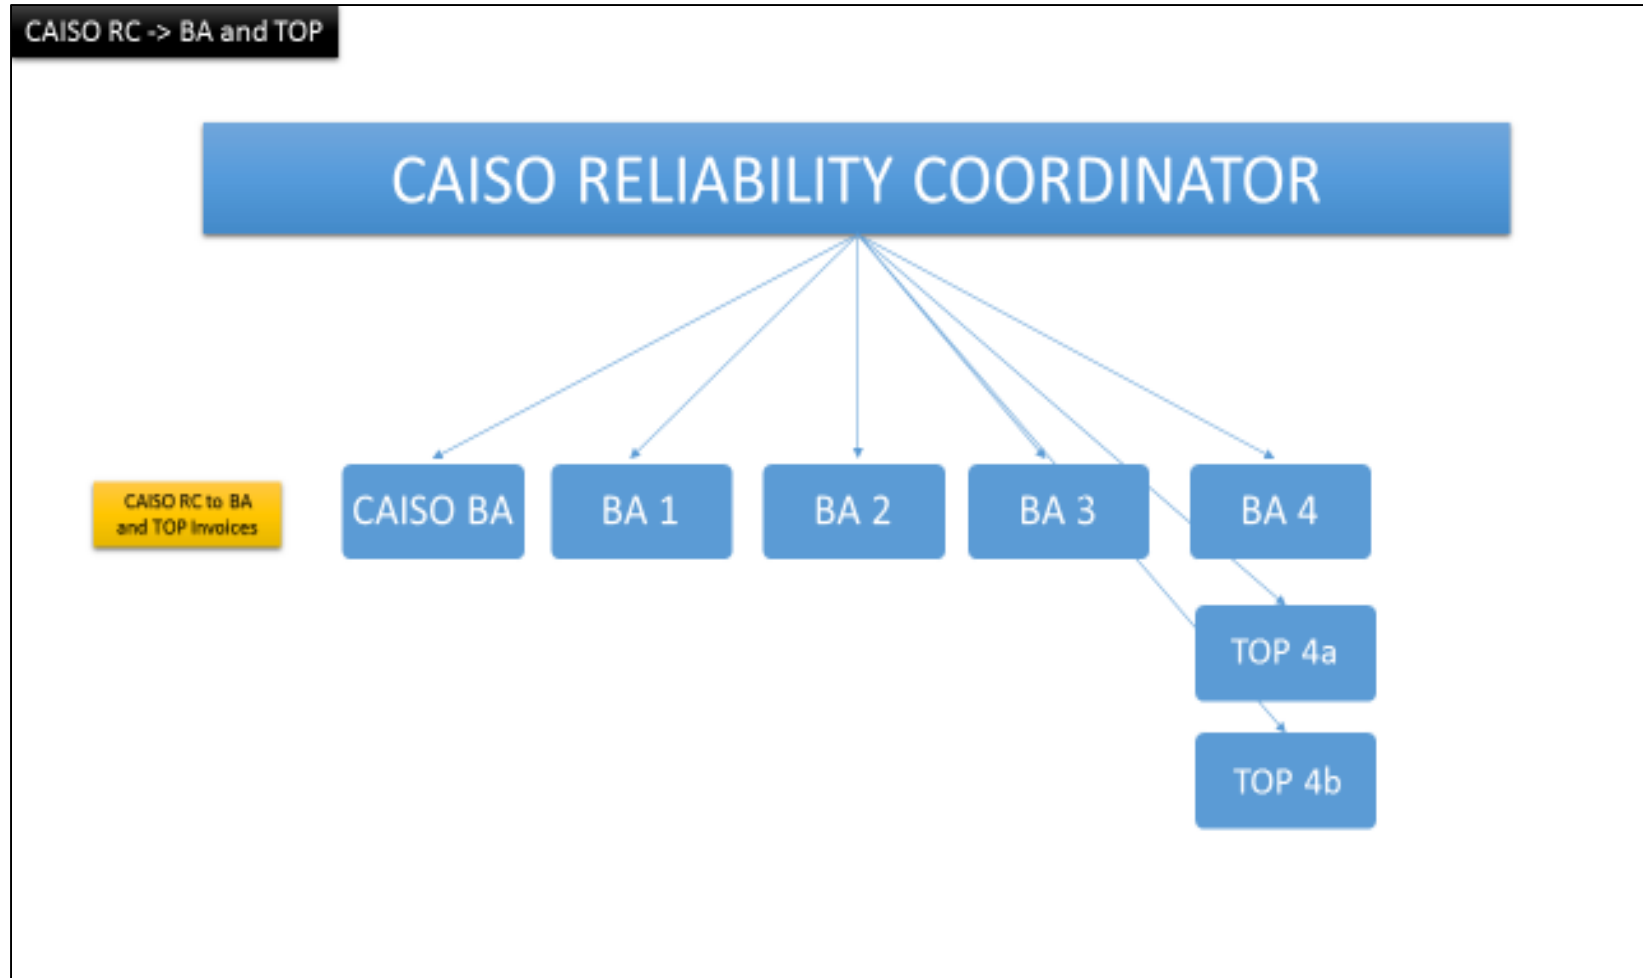 CAISO RC -> BA and TOP
CAISO RELIABILITY COORDINATOR
CAISO RC to BA
and TOP Invoices
CAISO BA
BA 1
BA 2
BA 3
BA 4
TOP 4a
TOP 4b